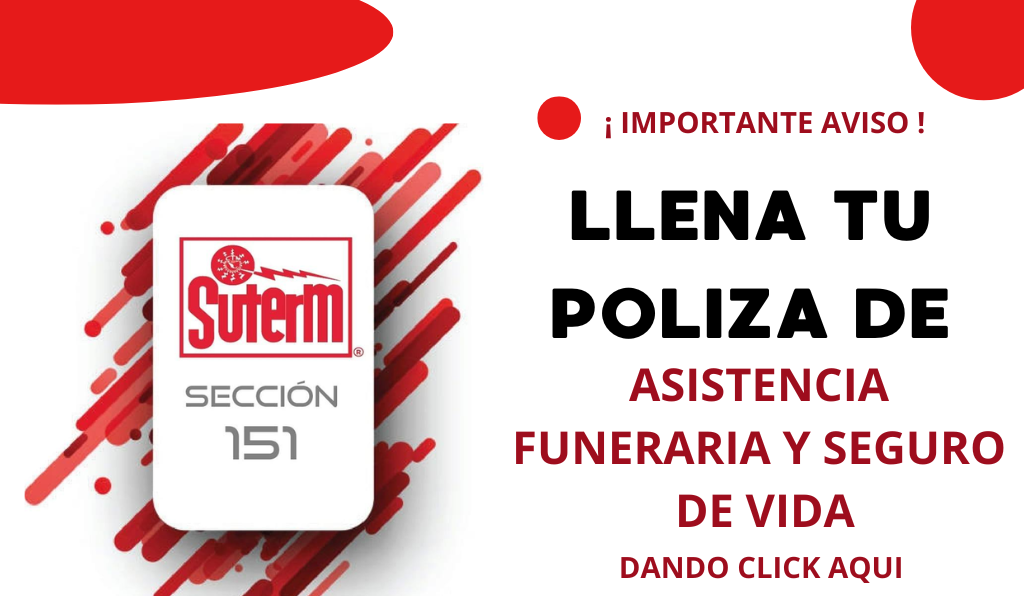 Suterm
®
SECCIÓN
151
¡ IMPORTANTE AVISO !
LLENA TU
POLIZA DE
ASISTENCIA
FUNERARIA Y SEGURO
DE VIDA
DANDO CLICK AQUI